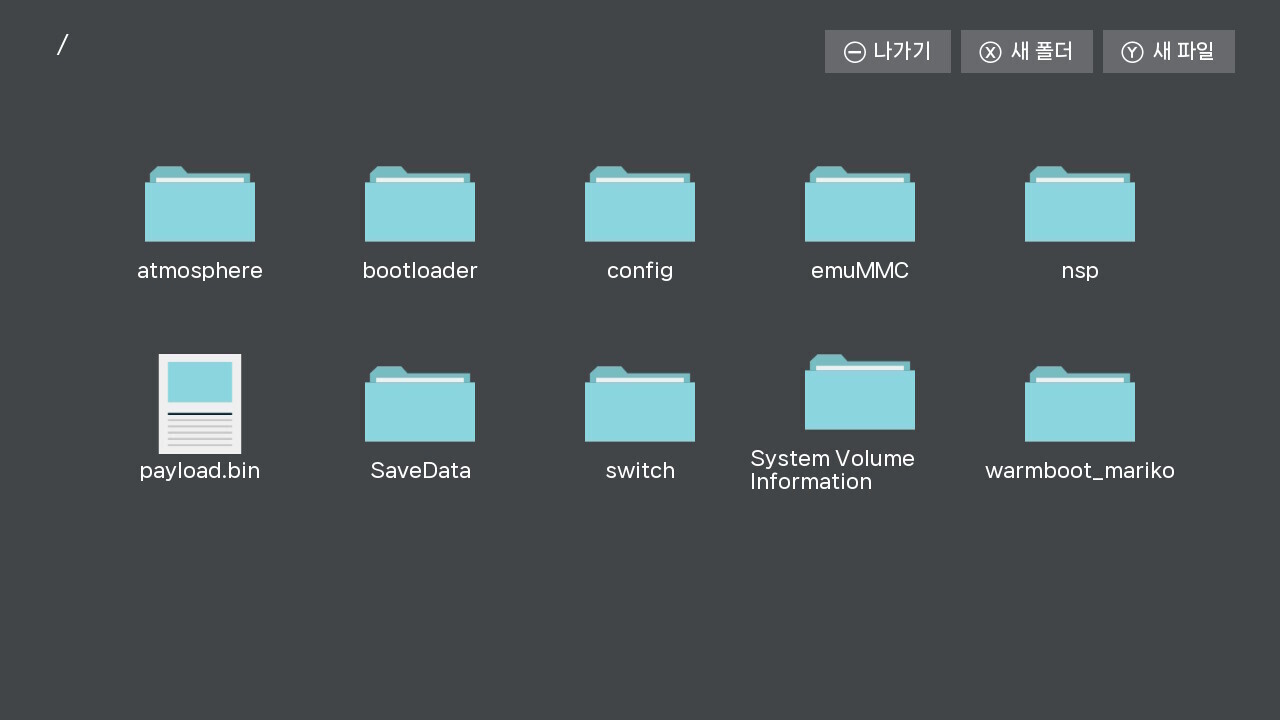 /
나가기
X 새 폴더
Y 새 파일
atmosphere
bootloader
config
emuMMC
nsp
payload.bin
SaveData
switch
System Volume
Information
warmboot_mariko